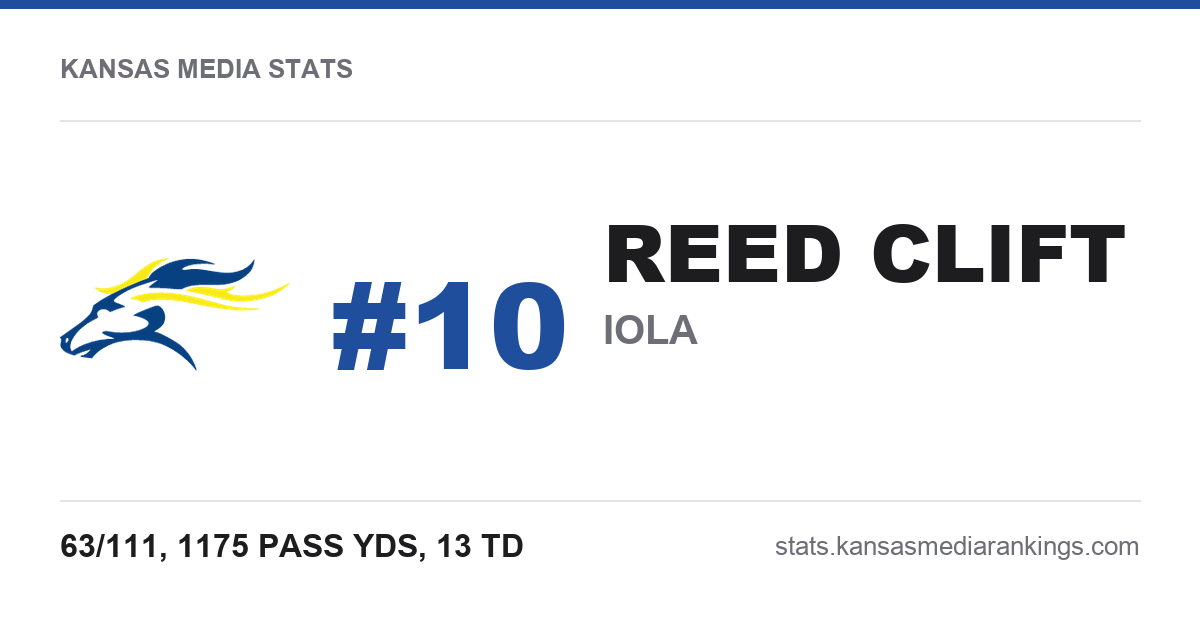 KANSAS MEDIA STATS
#10
REED CLIFT
IOLA
63/111, 1175 PASS YDS, 13 TD
stats.kansasmediarankings.com